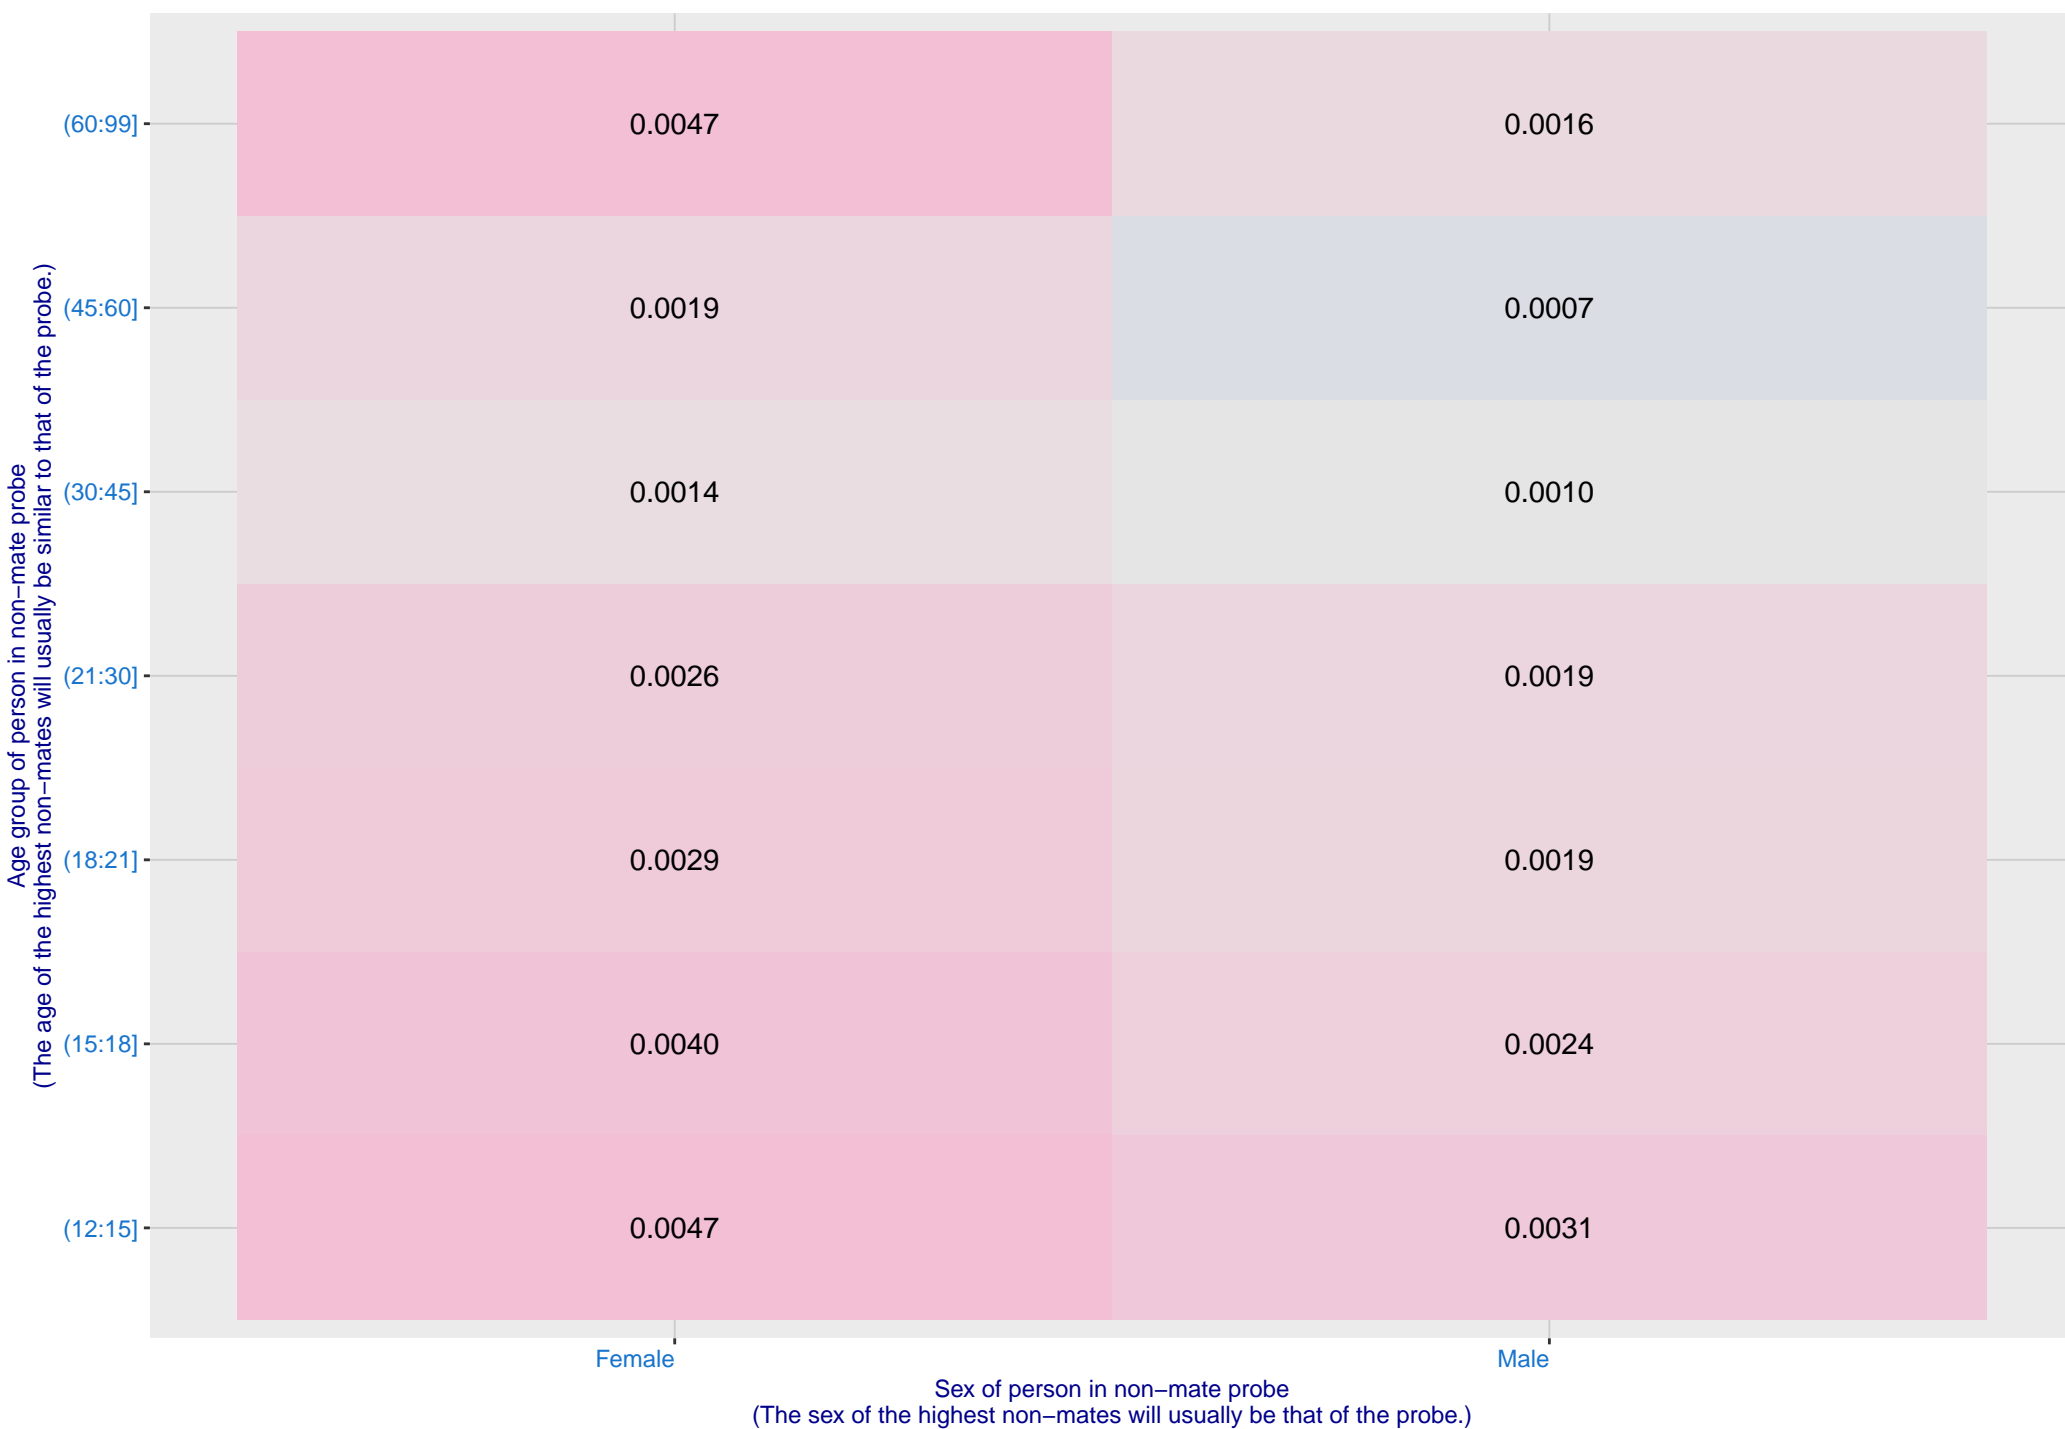 Age group of person in non−mate probe
(The age of the highest non−mates will usually be similar to that of the probe.)
(60:99] 0.0047 0.0016
(45:60] 0.0019 0.0007
(30:45] 0.0014 0.0010
(21:30] 0.0026 0.0019
(18:21] 0.0029 0.0019
(15:18] 0.0040 0.0024
(12:15] 0.0047 0.0031
Female Male
Sex of person in non−mate probe
(The sex of the highest non−mates will usually be that of the probe.)